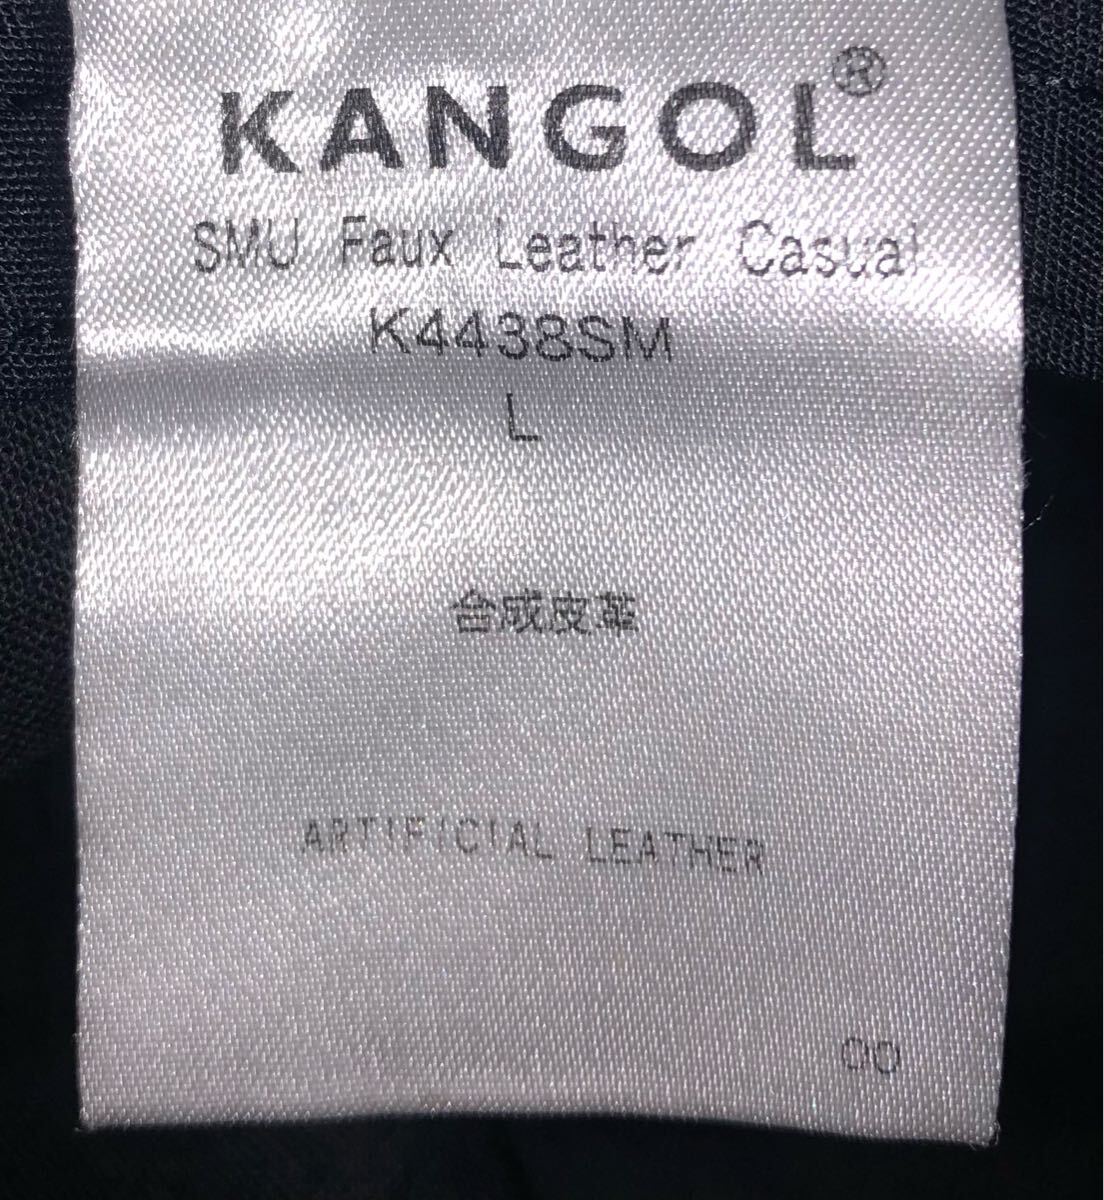 KANGOL®
SMU Faux Leather Casual
K4438SM
L
合成皮革
ARTIFICIAL LEATHER
00